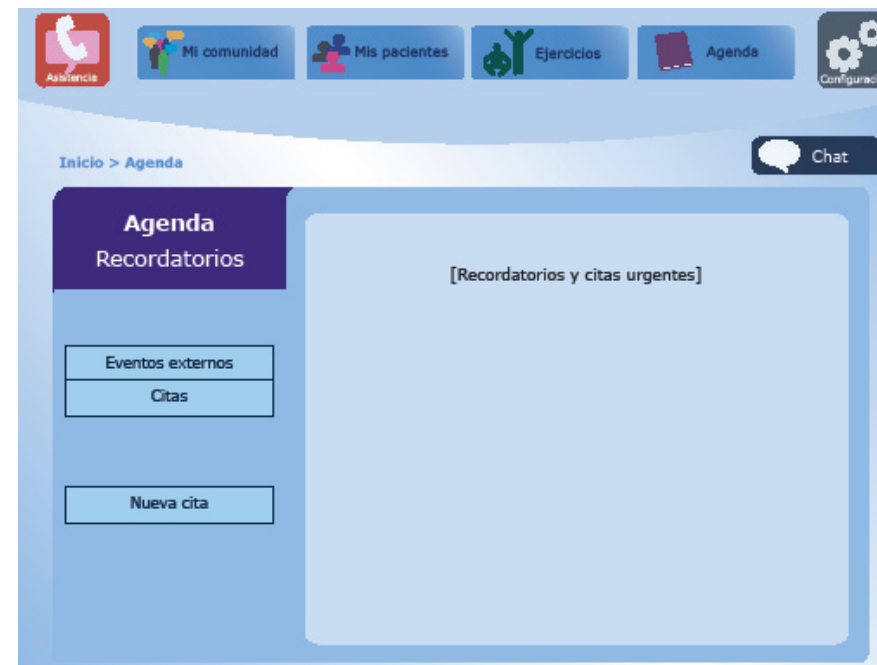 Asistencia
Mi comunidad
Mis pacientes
Ejercicios
Agenda
Configuraci
Inicio > Agenda
Chat
Agenda
Recordatorios
[Recordatorios y citas urgentes]
Eventos externos
Citas
Nueva cita